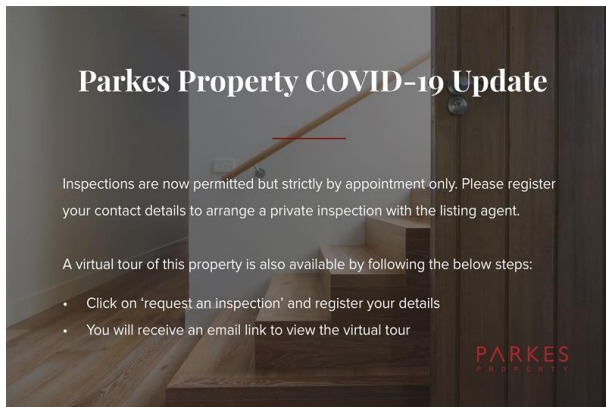 Parkes Property COVID-19 Update
Inspections are now permitted but strictly by appointment only. Please register
your contact details to arrange a private inspection with the listing agent.
A virtual tour of this property is also available by following the below steps:
• Click on ‘request an inspection’ and register your details
• You will receive an email link to view the virtual tour
PARKES
PROPERTY